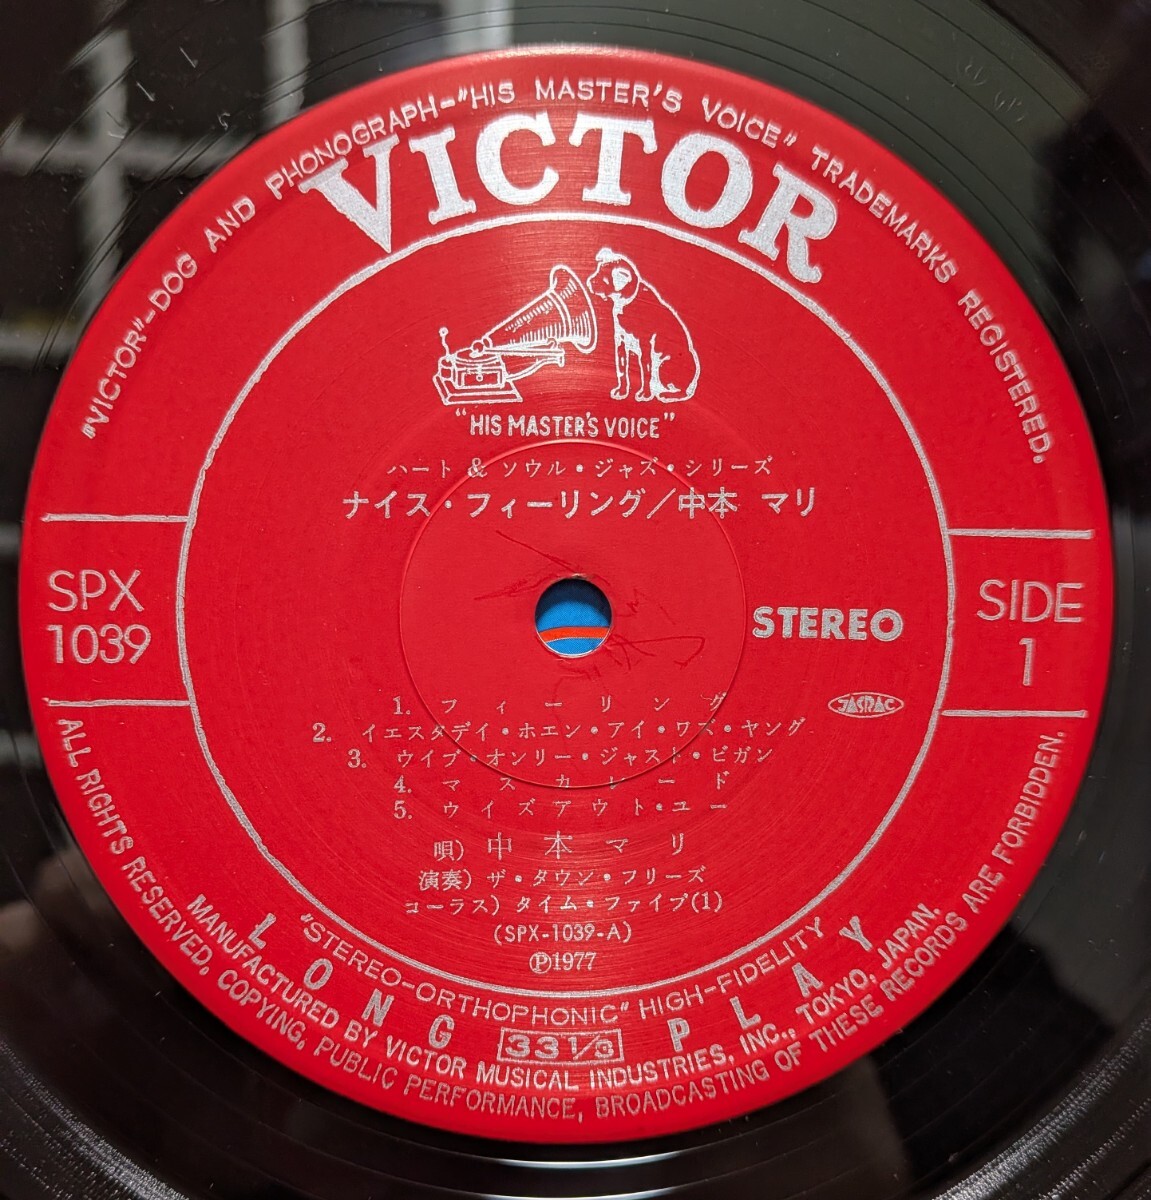 "VICTOR"-DOG AND PHONOGRAPH-"HIS MASTER'S VOICE" TRADEMARKS REGISTERED.
VICTOR
"HIS MASTER'S VOICE"
ハート & ソウル・ジャズ・シリーズ
ナイス・フィーリング/中本 マリ
SPX
1039
STEREO
SIDE
1
JASRAC
1. フィーリング
2. イエスタデイ・ホエン・アイ・ワズ・ヤング
3. ウイブ・オンリー・ジャスト・ビガン
4. マスカレード
5. ウイズアウト・ユー
唄) 中本マリ
演奏) ザ・ダウン・フリーズ
コーラス) タイム・ファイブ(1)
(SPX-1039-A)
℗1977
"STEREO-ORTHOPHONIC" HIGH-FIDELITY
LONG 33 1/3 PLAY
MANUFACTURED BY VICTOR MUSICAL INDUSTRIES, INC., TOKYO, JAPAN.
ALL RIGHTS RESERVED, COPYING, PUBLIC PERFORMANCE, BROADCASTING OF THESE RECORDS ARE FORBIDDEN.